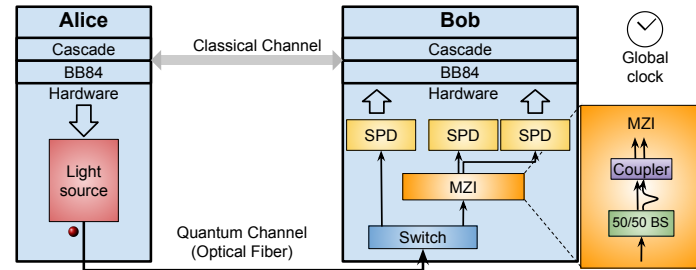 Alice
Cascade
BB84
Hardware
Light
source
Classical Channel
Quantum Channel
(Optical Fiber)
Bob
Cascade
BB84
Hardware
SPD
SPD
SPD
MZI
Switch
Global
clock
MZI
Coupler
50/50 BS